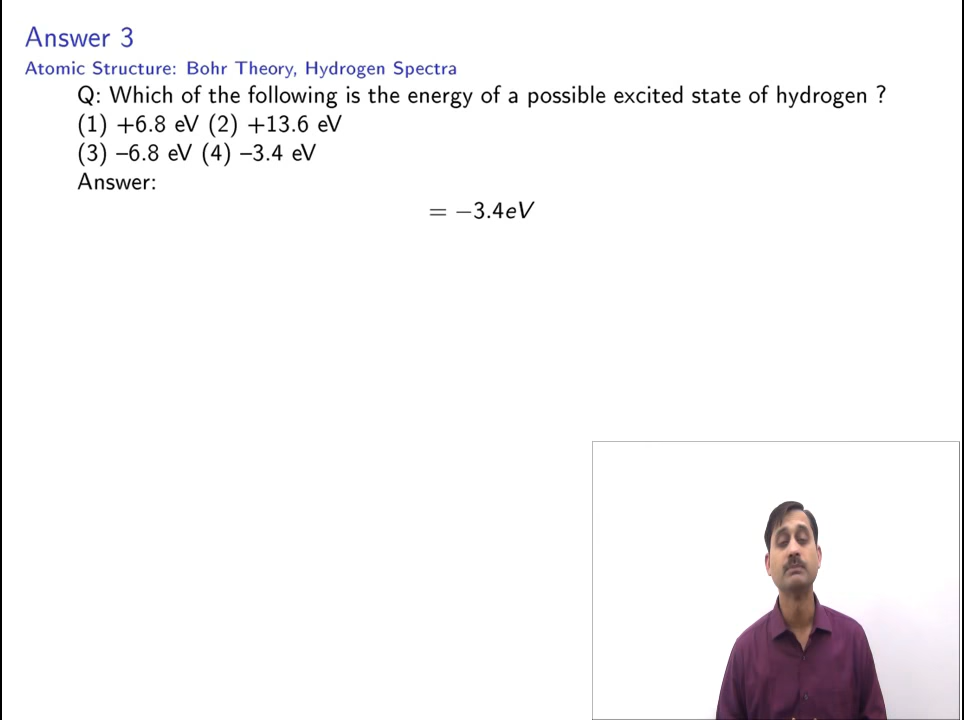 Answer 3
Atomic Structure: Bohr Theory, Hydrogen Spectra
Q: Which of the following is the energy of a possible excited state of hydrogen ?
(1) +6.8 eV (2) +13.6 eV
(3) –6.8 eV (4) –3.4 eV
Answer:
= −3.4eV